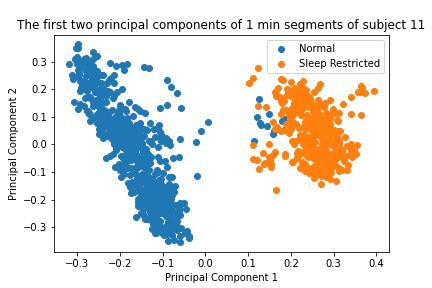 The first two principal components of 1 min segments of subject 11
Normal
Sleep Restricted
Principal Component 2
0.3
0.2
0.1
0.0
−0.1
−0.2
−0.3
−0.3 −0.2 −0.1 0.0 0.1 0.2 0.3 0.4
Principal Component 1